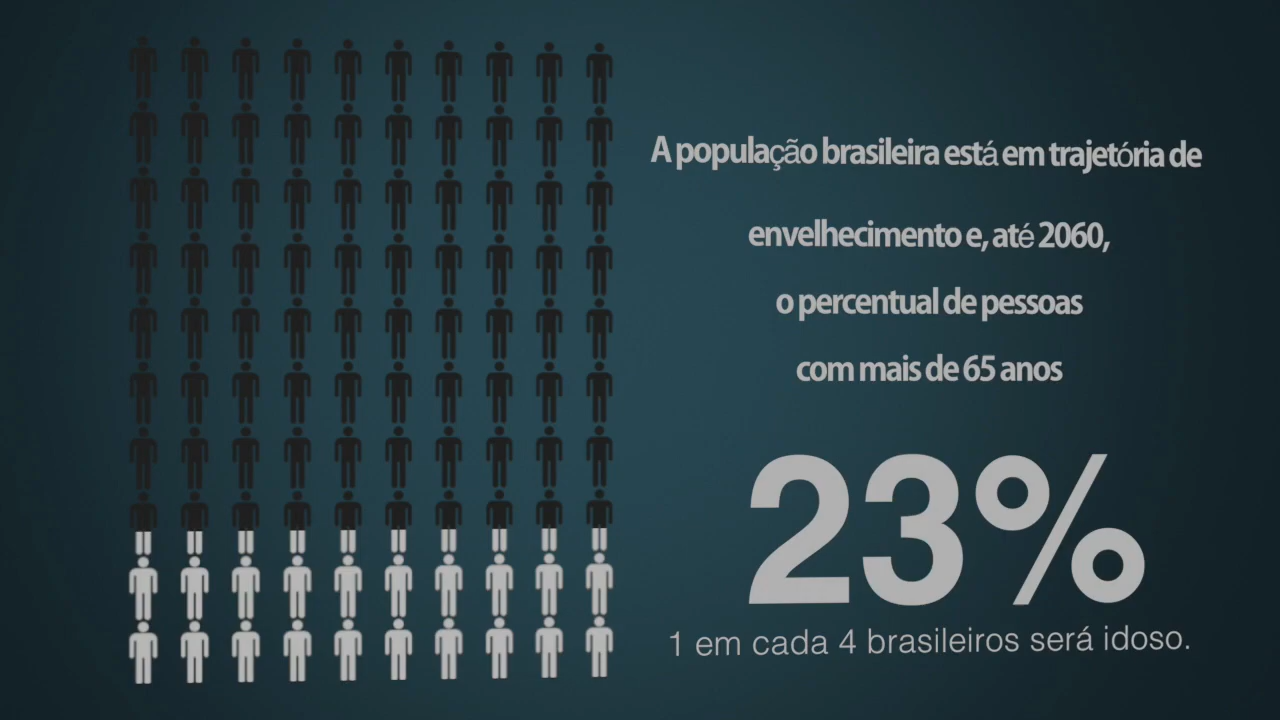 A população brasileira está em trajetória de
envelhecimento e, até 2060,
o percentual de pessoas
com mais de 65 anos
23%
1 em cada 4 brasileiros será idoso.